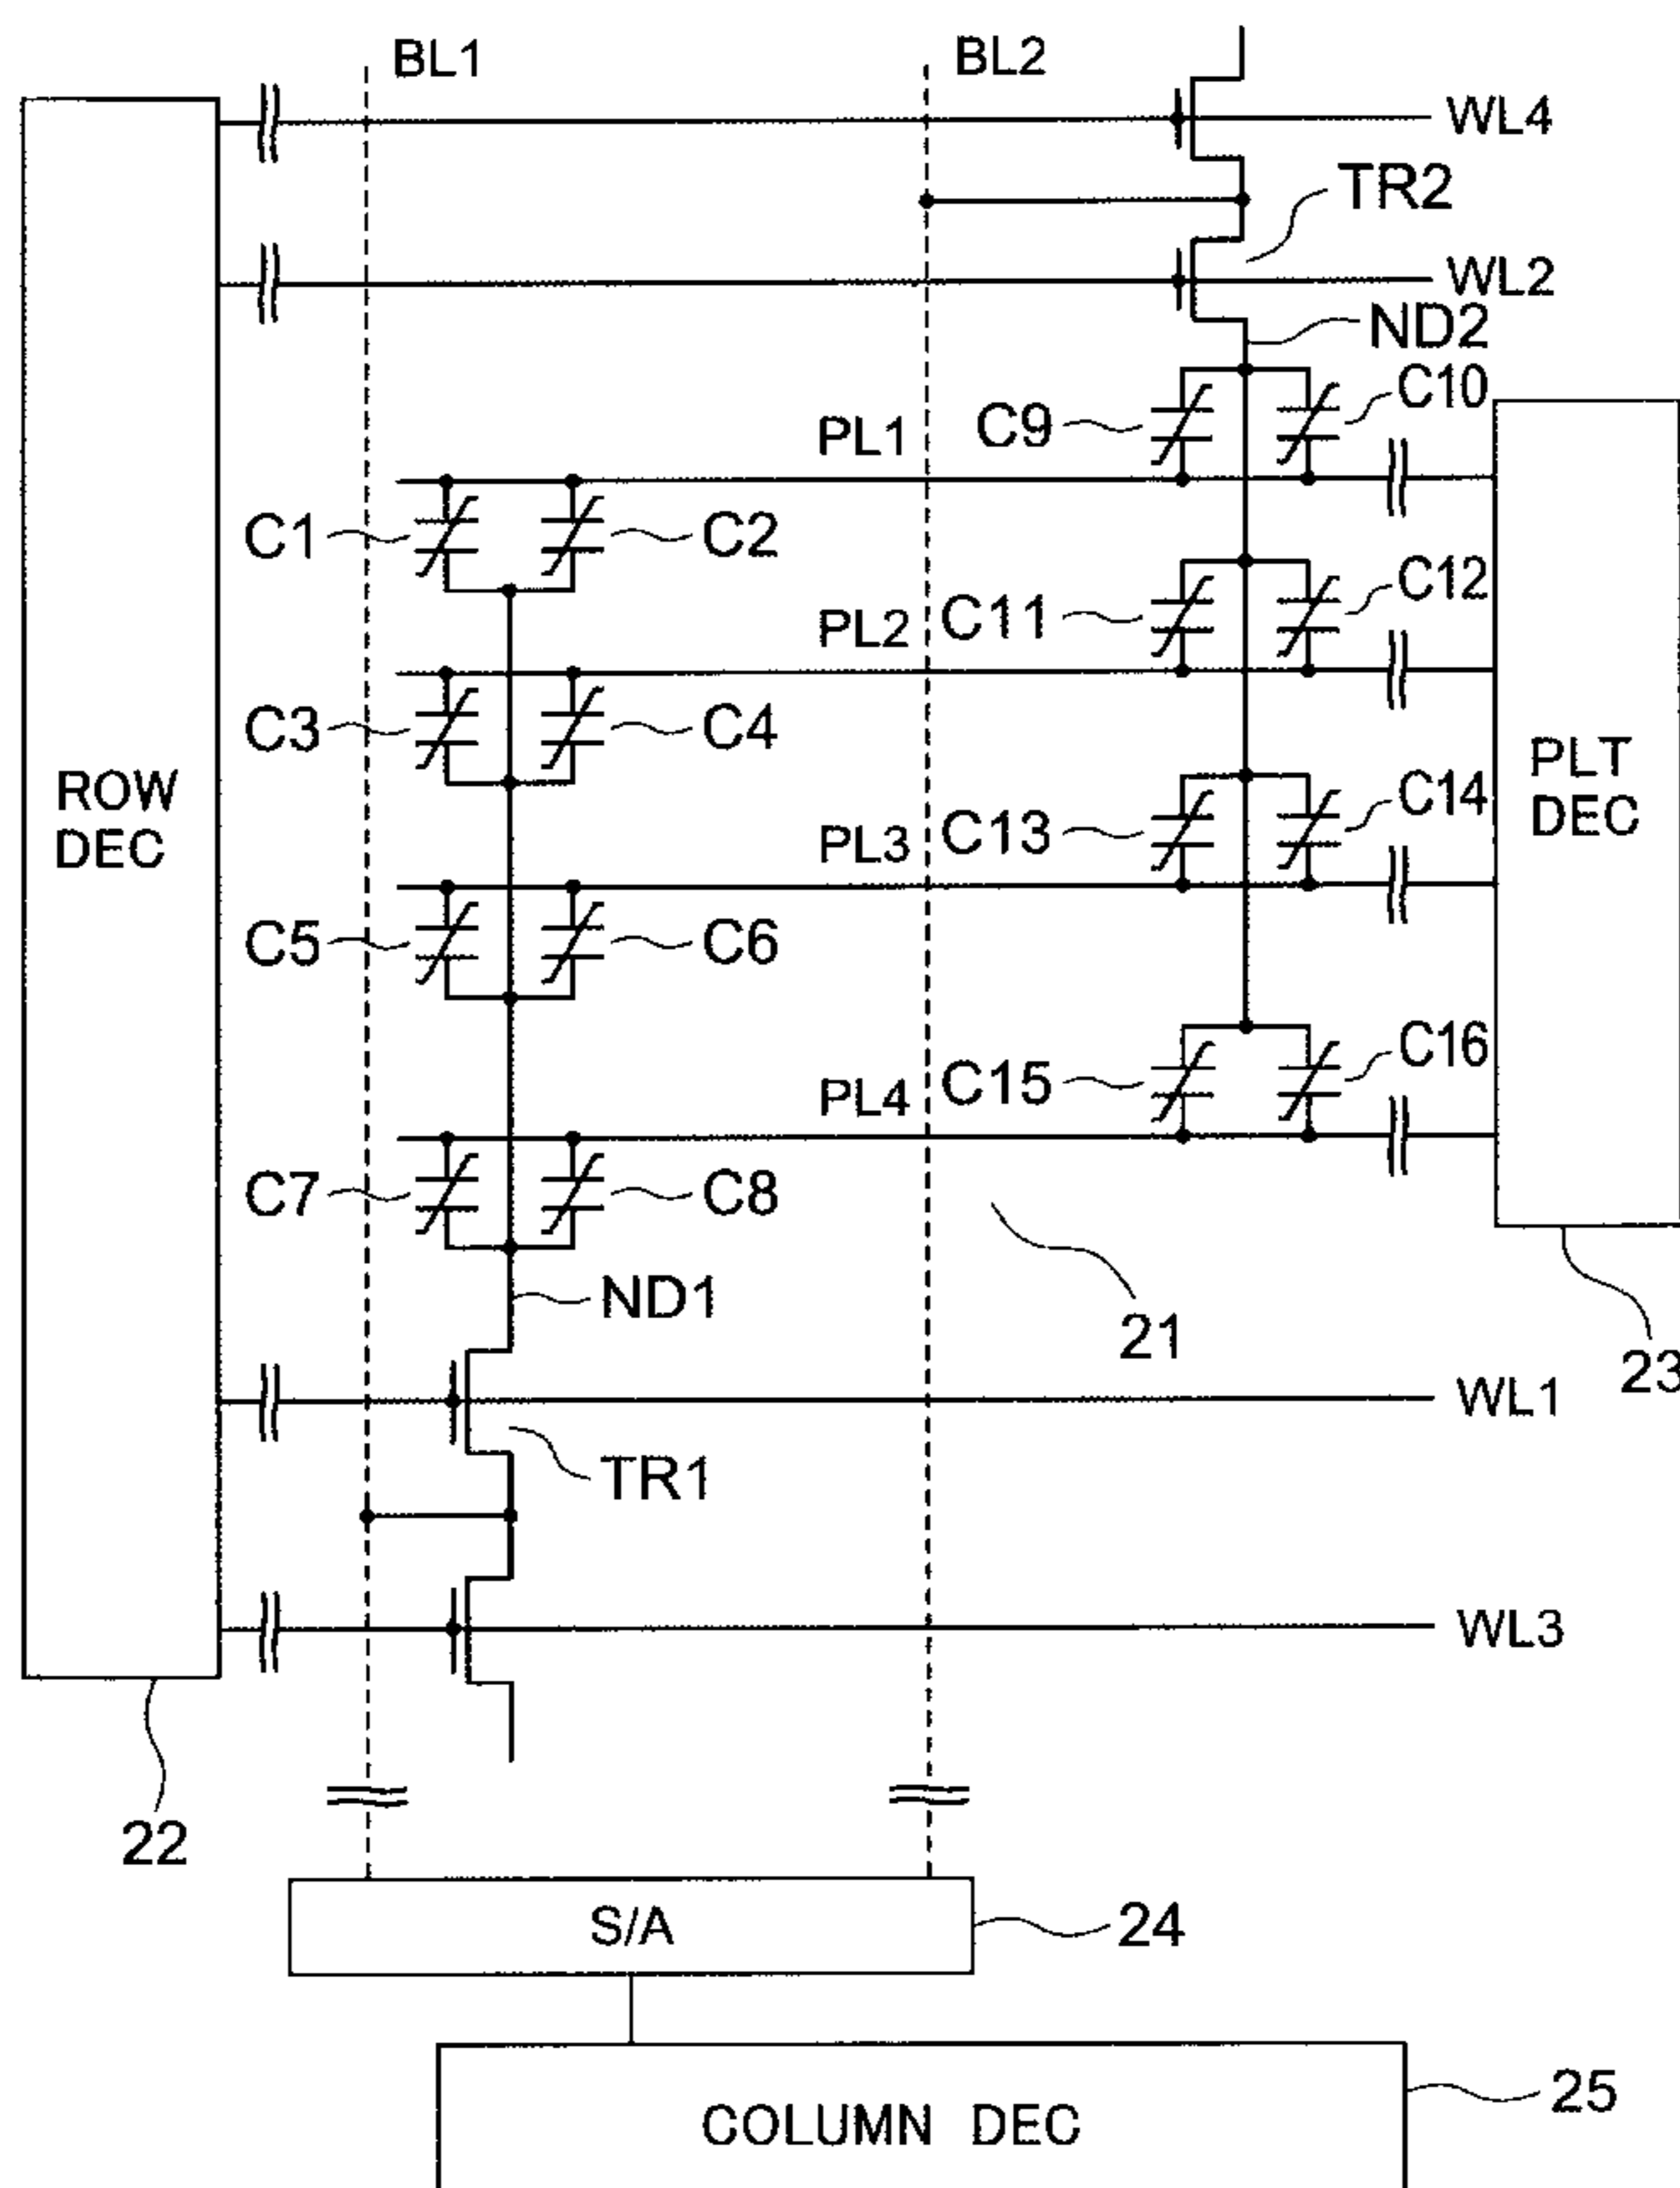 BL1
BL2
WL4
TR2
WL2
ND2
C10
C9
PL1
C1
C2
C12
C11
PL2
C3
C4
ROW
DEC
PLT
DEC
C14
C13
PL3
C5
C6
C16
C15
PL4
C7
C8
ND1
21
23
WL1
TR1
WL3
22
S/A
24
25
COLUMN DEC